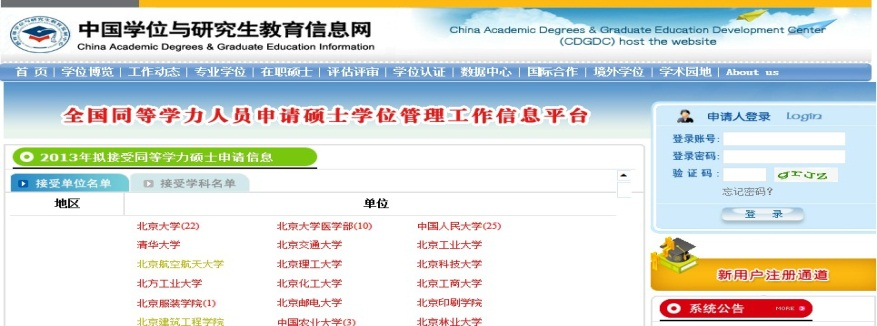 中国学位与研究生教育信息网
China Academic Degrees & Graduate Education Information
China Academic Degrees & Graduate Education Development Center
(CDGDC) host the website
首 页 | 学位博览 | 工作动态 | 专业学位 | 在职硕士 | 评估评审 | 学位认证 | 数据中心 | 国际合作 | 境外学位 | 学术园地 | About us
全国同等学力人员申请硕士学位管理工作信息平台
2013年拟接受同等学力硕士申请信息
接受单位名单 接受学科名单
地区 单位
北京大学(22) 北京大学医学部(10) 中国人民大学(25)
清华大学 北京交通大学 北京工业大学
北京航空航天大学 北京理工大学 北京科技大学
北方工业大学 北京化工大学 北京工商大学
北京服装学院(1) 北京邮电大学 北京印刷学院
北京建筑工程学院 中国农业大学(3) 北京林业大学
申请人登录 Login
登录账号:
登录密码:
验 证 码:
忘记密码?
登 录
新用户注册通道
系统公告 MORE